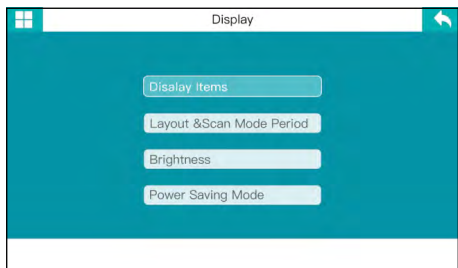 Display
Disalay Items
Layout &Scan Mode Period
Brightness
Power Saving Mode